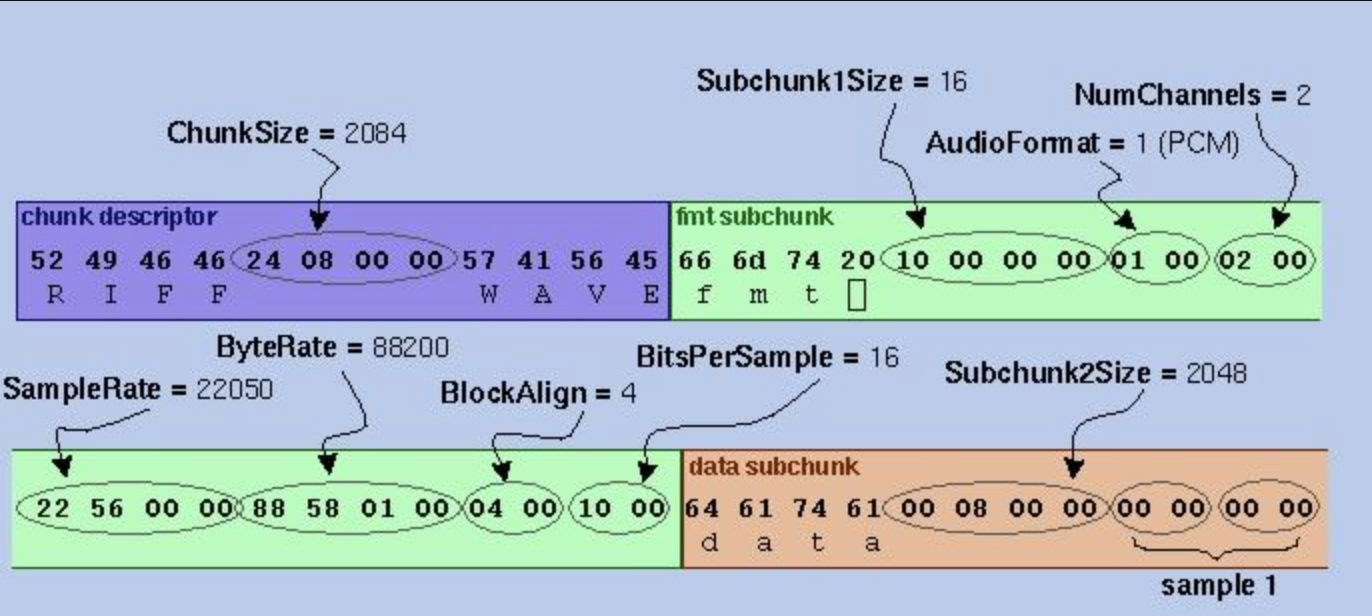 Subchunk1Size = 16
NumChannels = 2
ChunkSize = 2084
AudioFormat = 1 (PCM)
chunk descriptor
fmt subchunk
52 49 46 46 24 08 00 00 57 41 56 45 66 6d 74 20 10 00 00 00 01 00 02 00
R I F F W A V E f m t
ByteRate = 88200
BitsPerSample = 16
SampleRate = 22050
BlockAlign = 4
Subchunk2Size = 2048
data subchunk
22 56 00 00 88 58 01 00 04 00 10 00 64 61 74 61 00 08 00 00 00 00 00 00
d a t a
sample 1